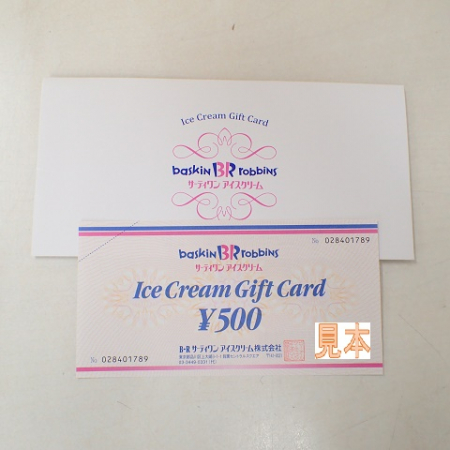 Ice Cream Gift Card
baskin BR robbins
サーティワン アイスクリーム
No 028401789
baskin BR robbins
サーティワン アイスクリーム
Ice Cream Gift Card
¥500
B-R サーティワン アイスクリーム株式会社
No 028401789
見本